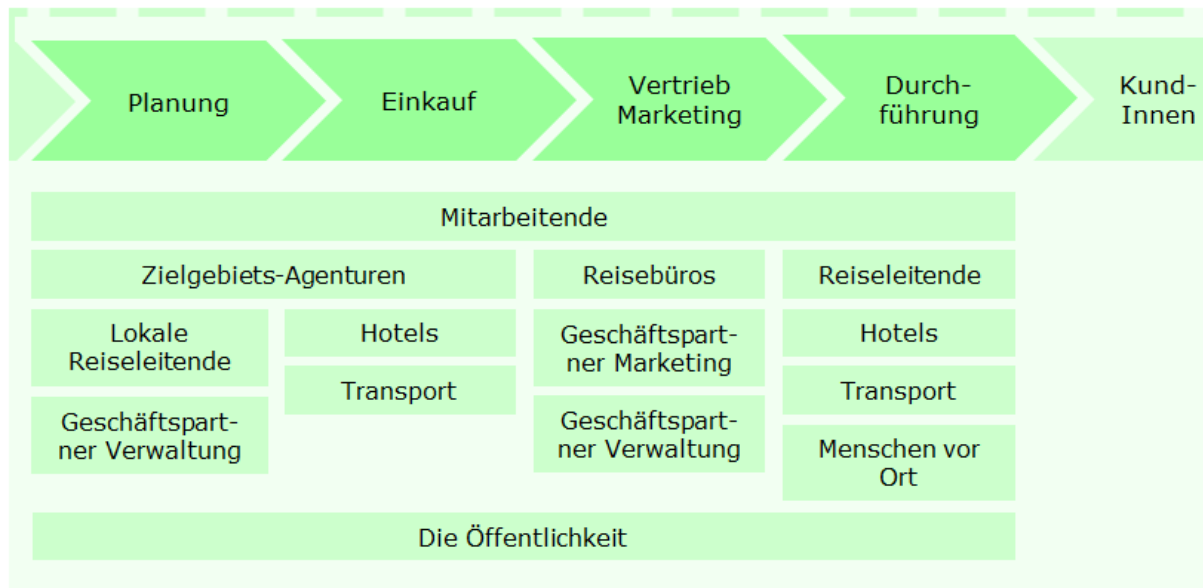 Planung
Einkauf
Vertrieb
Marketing
Durch-
führung
Kund-
Innen
Mitarbeitende
Zielgebiets-Agenturen
Reisebüros
Reiseleitende
Lokale
Reiseleitende
Hotels
Geschäftspart-
ner Marketing
Hotels
Transport
Transport
Geschäftspart-
ner Verwaltung
Geschäftspart-
ner Verwaltung
Menschen vor
Ort
Die Öffentlichkeit